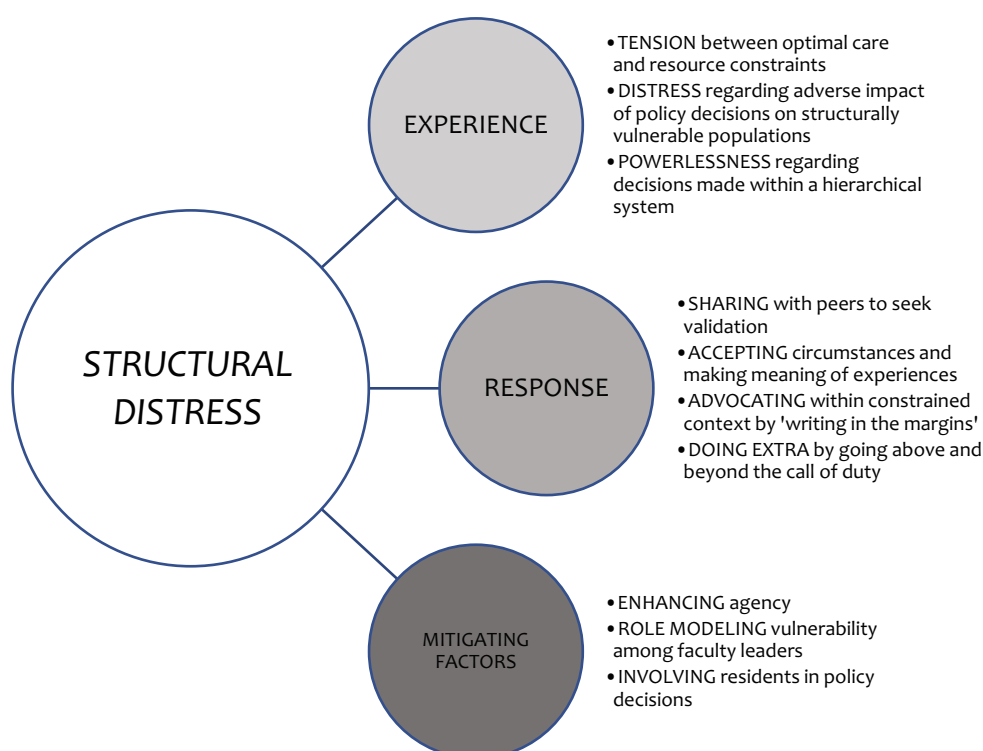 STRUCTURAL
DISTRESS
EXPERIENCE
•TENSION between optimal care
and resource constraints
•DISTRESS regarding adverse impact
of policy decisions on structurally
vulnerable populations
•POWERLESSNESS regarding
decisions made within a hierarchical
system
RESPONSE
•SHARING with peers to seek
validation
•ACCEPTING circumstances and
making meaning of experiences
•ADVOCATING within constrained
context by 'writing in the margins'
•DOING EXTRA by going above and
beyond the call of duty
MITIGATING
FACTORS
•ENHANCING agency
•ROLE MODELING vulnerability
among faculty leaders
•INVOLVING residents in policy
decisions